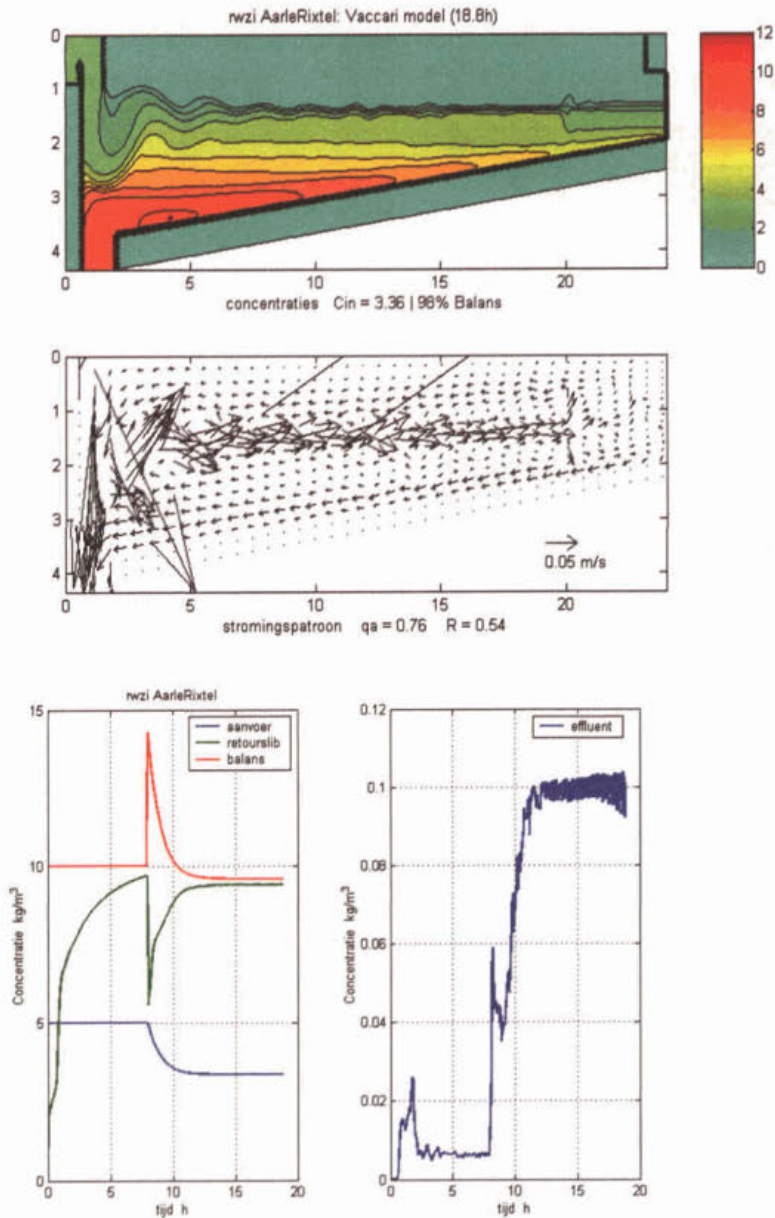 rwzi AarleRixtel: Vaccari model (18.8h)
0
1
2
3
4
0 5 10 15 20
12
10
8
6
4
2
0
concentraties Cin = 3.36 | 98% Balans
0
1
2
3
4
0.05 m/s
0 5 10 15 20
stromingspatroon qa = 0.76 R = 0.54
rwzi AarleRixtel
15
10
5
0
Concentratie kg/m³
aanvoer
retourslib
balans
0 5 10 15 20
tijd h
0.12
0.1
0.08
0.06
0.04
0.02
0
Concentratie kg/m³
effluent
0 5 10 15 20
tijd h